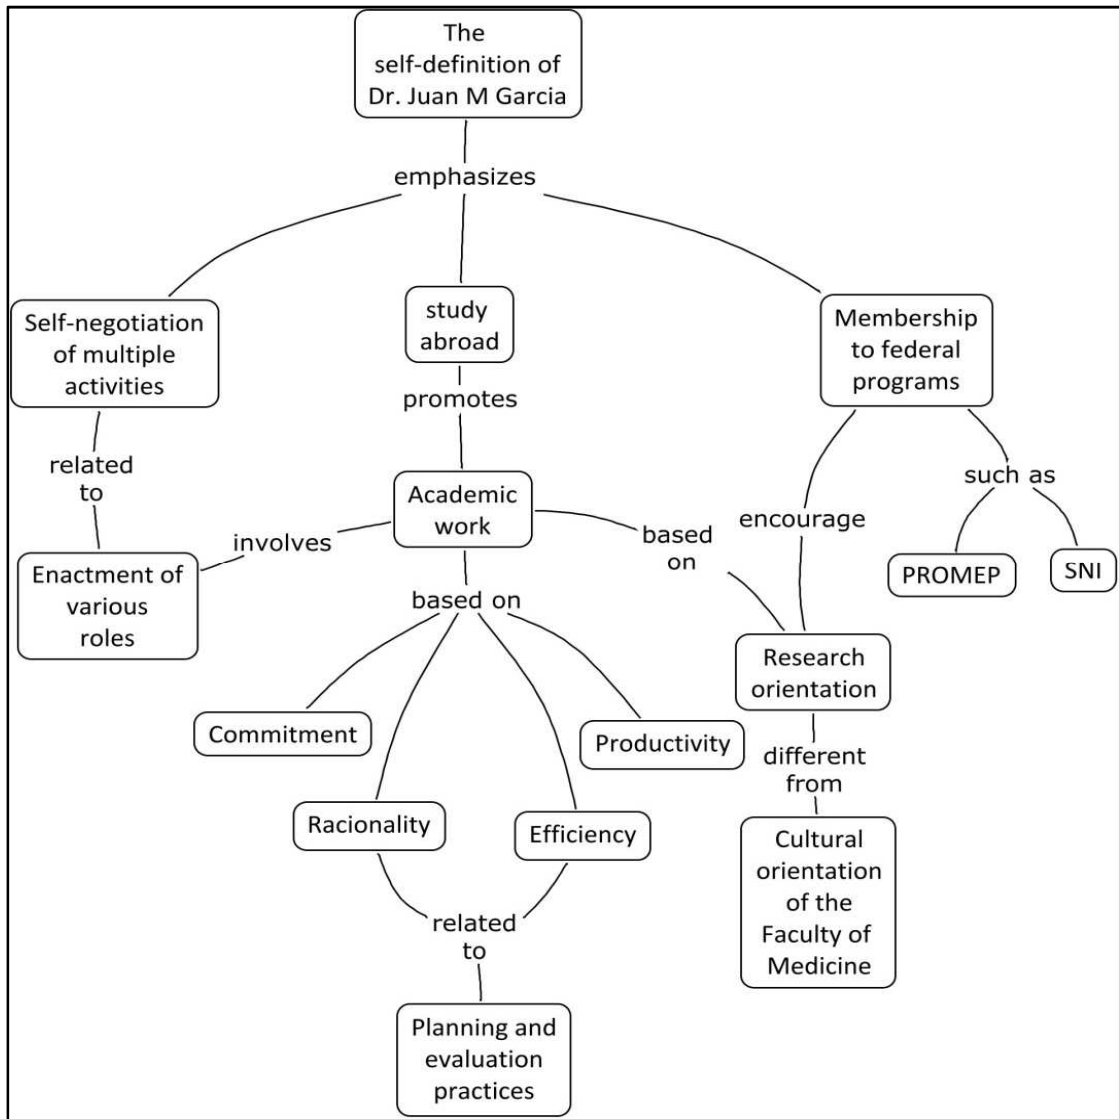 The
self-definition of
Dr. Juan M Garcia
emphasizes
Self-negotiation
of multiple
activities
study
abroad
Membership
to federal
programs
promotes
related
to
Academic
work
such as
encourage
based
on
involves
PROMEP
SNI
Enactment of
various
roles
based on
Research
orientation
Commitment
Productivity
different
from
Racionality
Efficiency
Cultural
orientation
of the
Faculty of
Medicine
related
to
Planning and
evaluation
practices